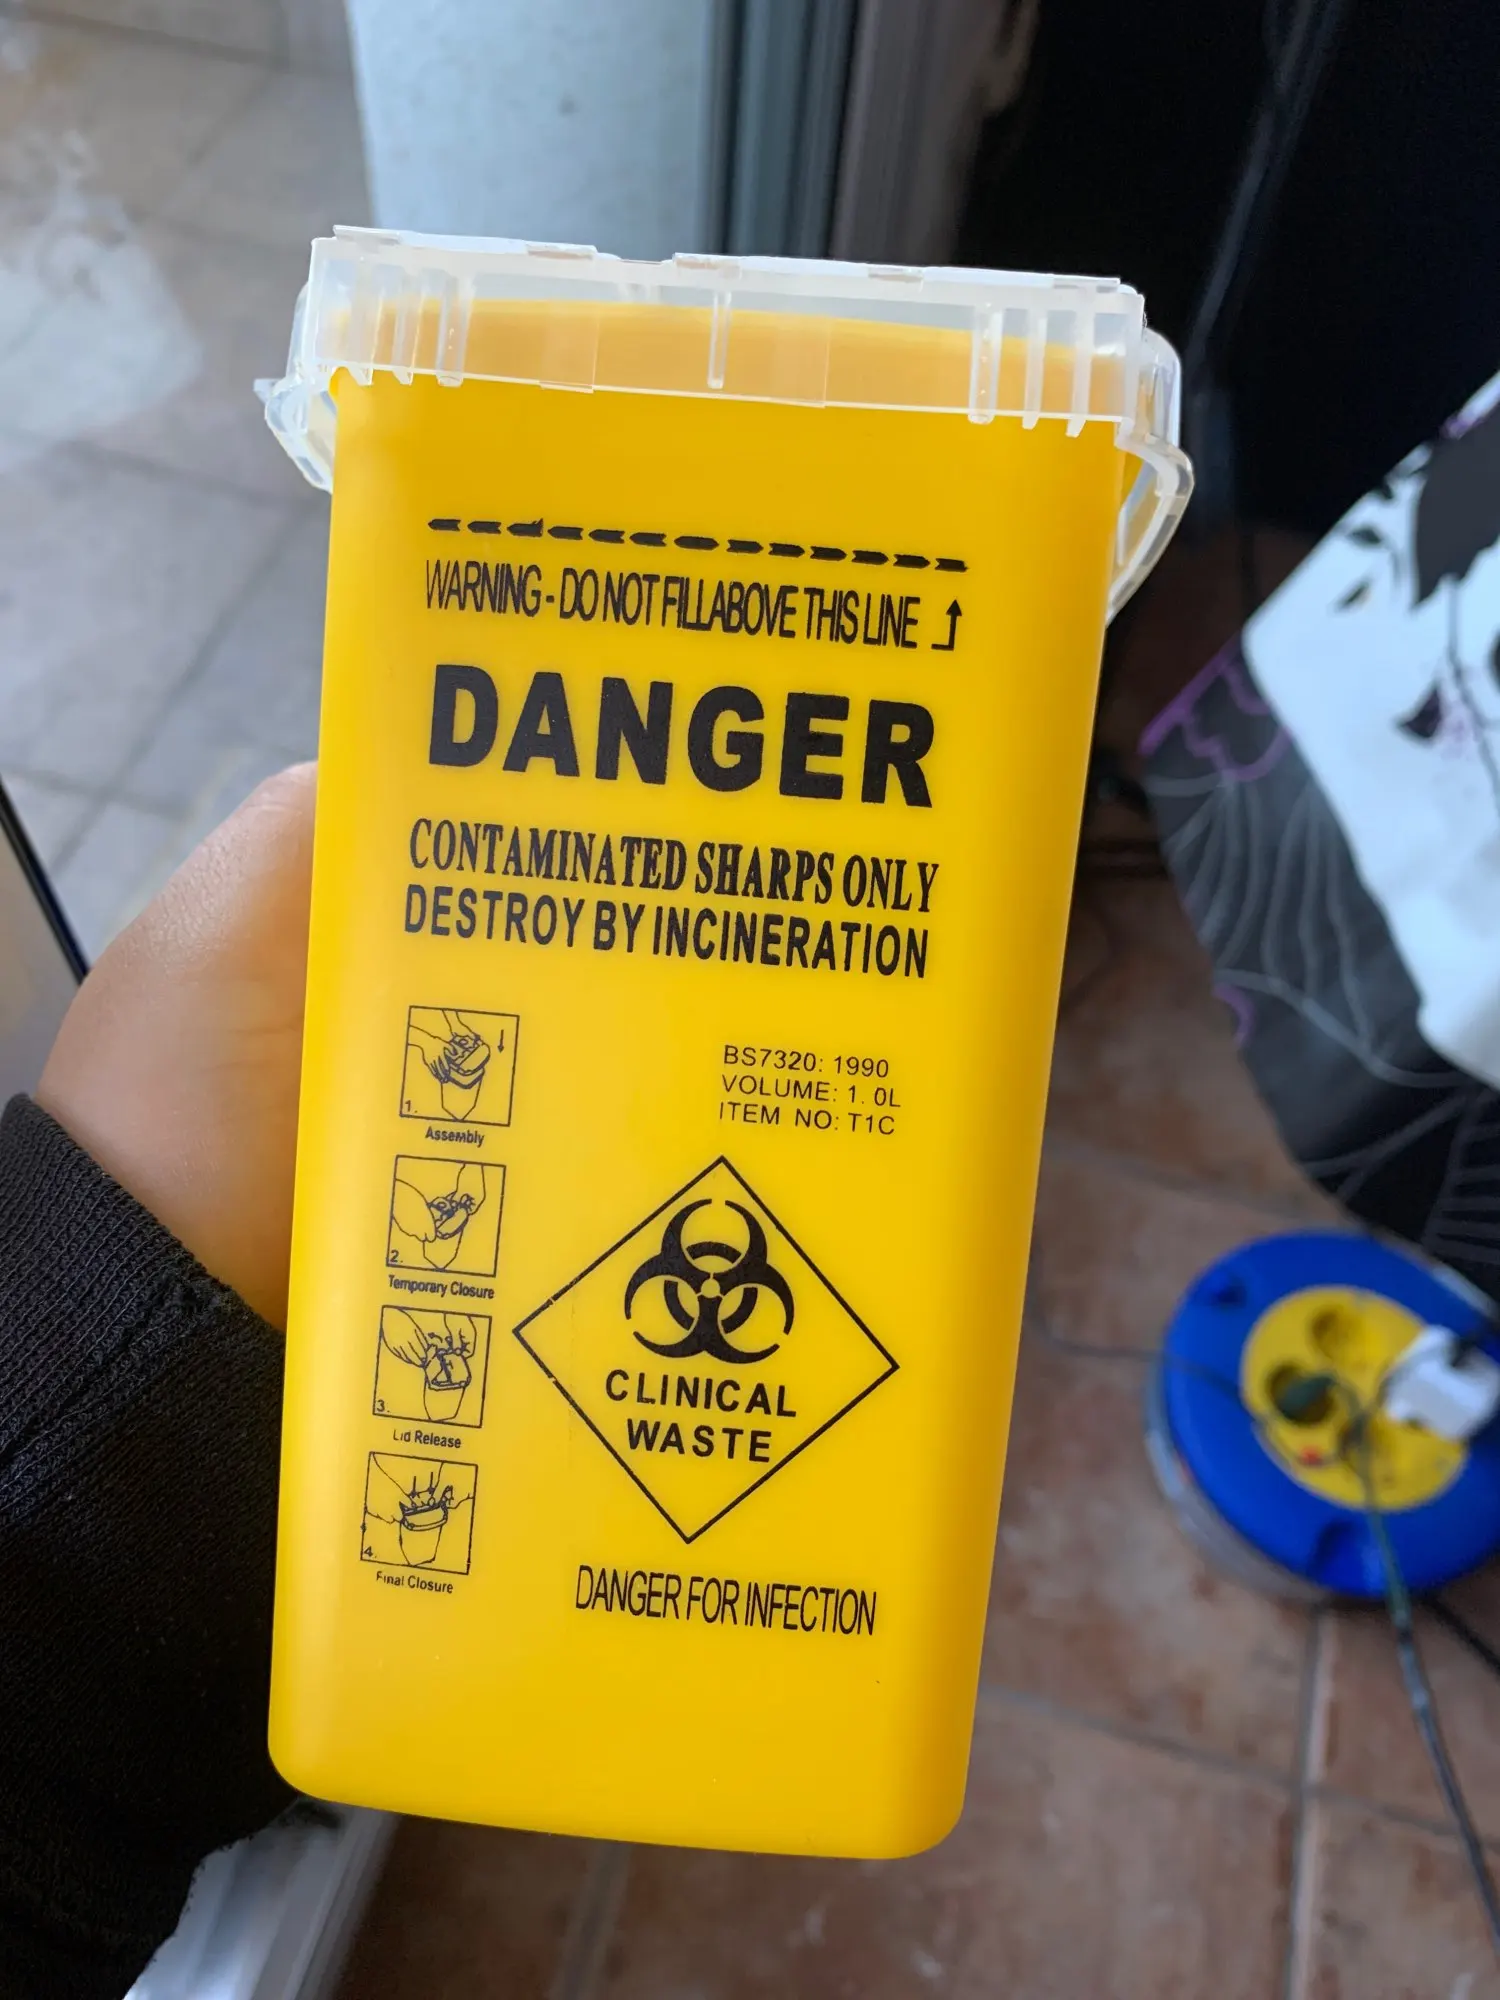 WARNING - DO NOT FILLABOVE THIS LINE
DANGER
CONTAMINATED SHARPS ONLY
DESTROY BY INCINERATION
BS7320: 1990
VOLUME: 1. 0L
ITEM NO: T1C
1.
Assembly
2.
Temporary Closure
3.
Lid Release
4.
Final Closure
CLINICAL
WASTE
DANGER FOR INFECTION